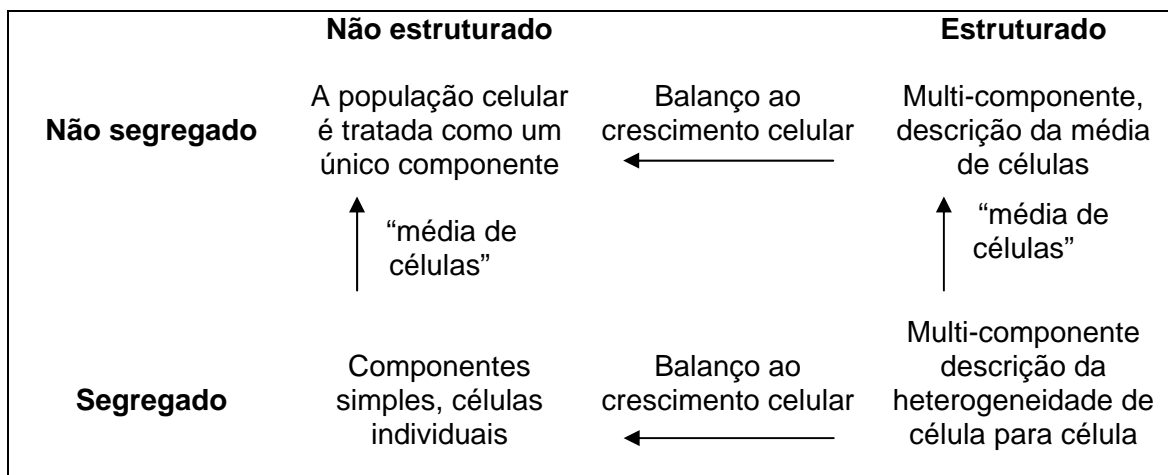 Não estruturado
Estruturado
Não segregado
A população celular
é tratada como um
único componente
Balanço ao
crescimento celular
Multi-componente,
descrição da média
de células
“média de
células”
“média de
células”
Segregado
Componentes
simples, células
individuais
Balanço ao
crescimento celular
Multi-componente
descrição da
heterogeneidade de
célula para célula